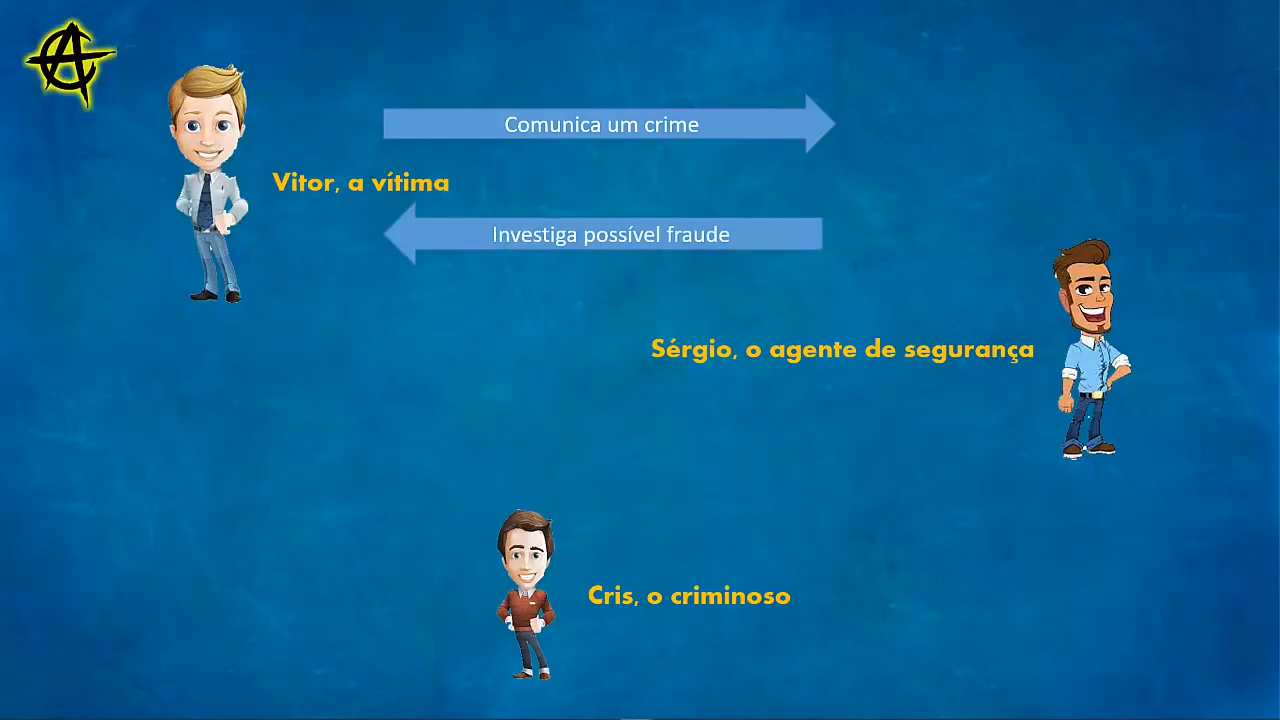 Comunica um crime
Vitor, a vítima
Investiga possível fraude
Sérgio, o agente de segurança
Cris, o criminoso